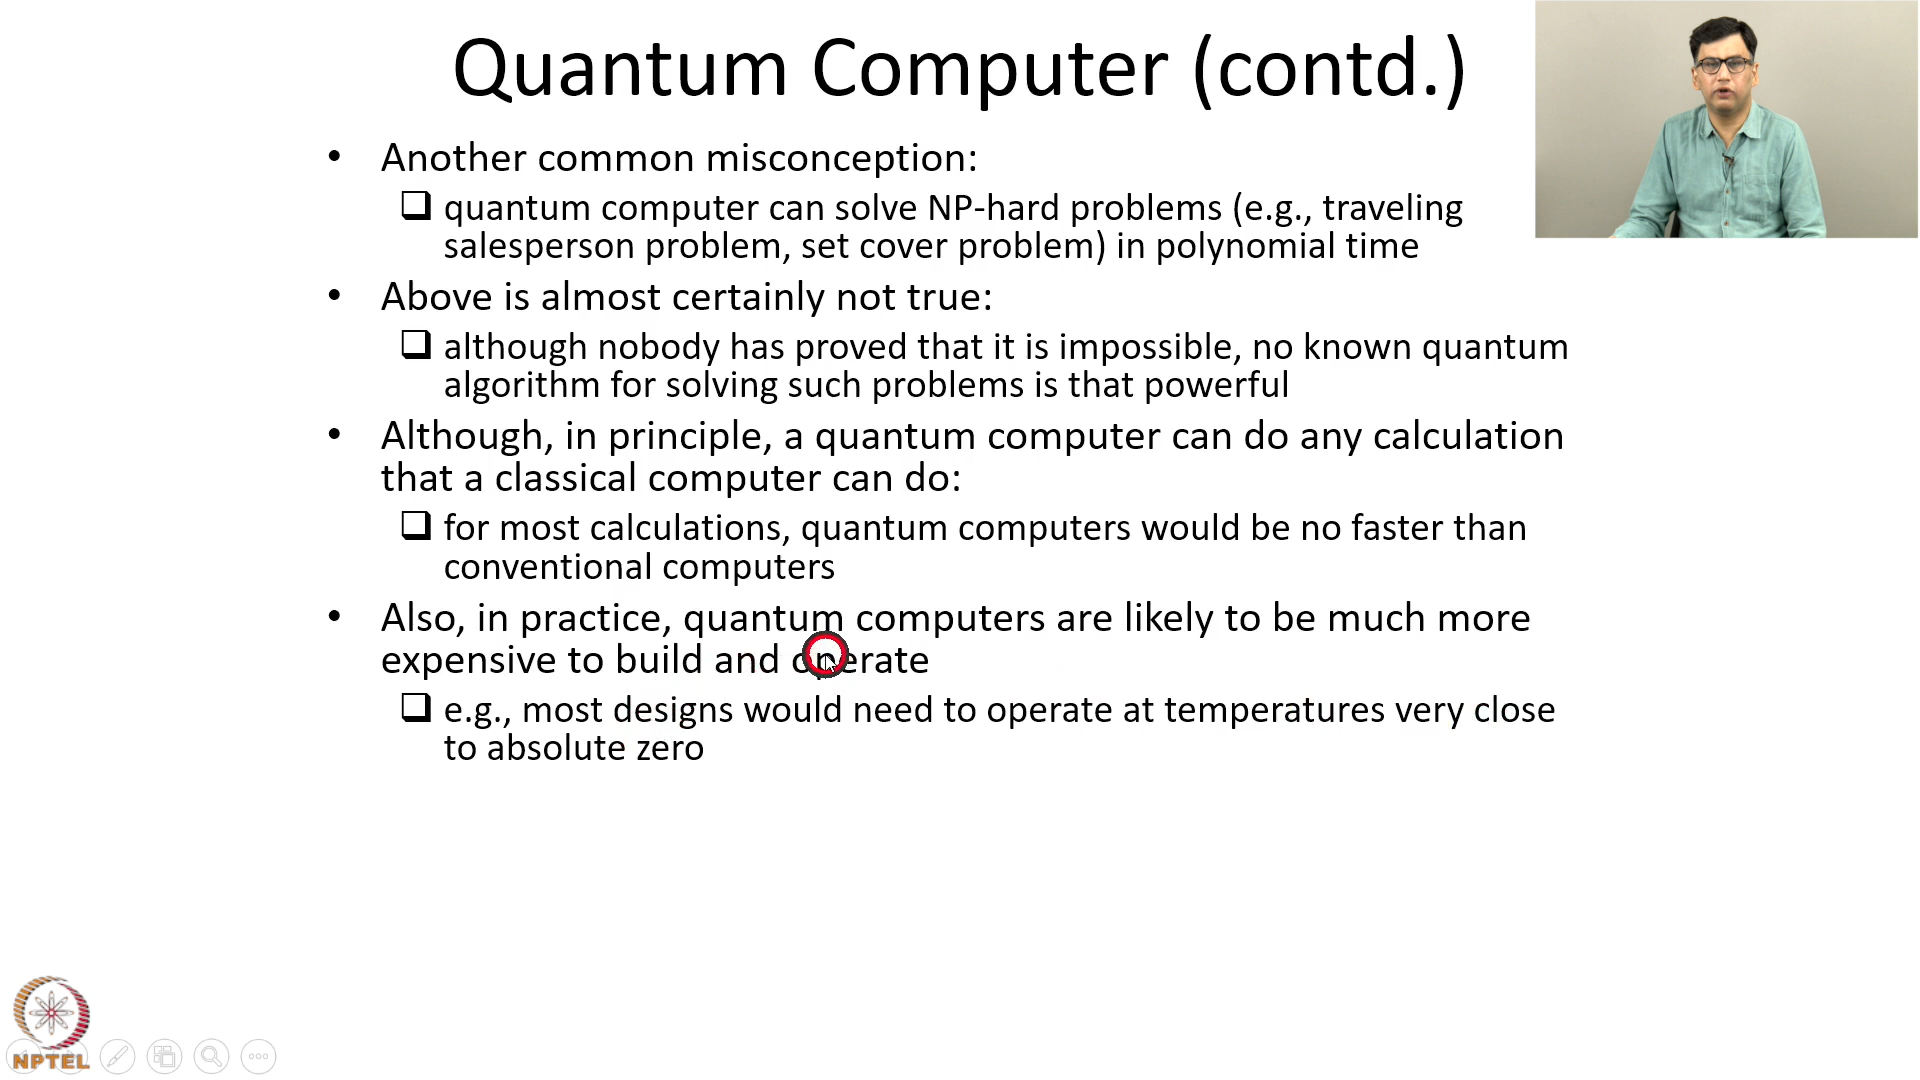 Quantum Computer (contd.)
• Another common misconception:
❑ quantum computer can solve NP-hard problems (e.g., traveling
salesperson problem, set cover problem) in polynomial time
• Above is almost certainly not true:
❑ although nobody has proved that it is impossible, no known quantum
algorithm for solving such problems is that powerful
• Although, in principle, a quantum computer can do any calculation
that a classical computer can do:
❑ for most calculations, quantum computers would be no faster than
conventional computers
• Also, in practice, quantum computers are likely to be much more
expensive to build and operate
❑ e.g., most designs would need to operate at temperatures very close
to absolute zero
NPTEL